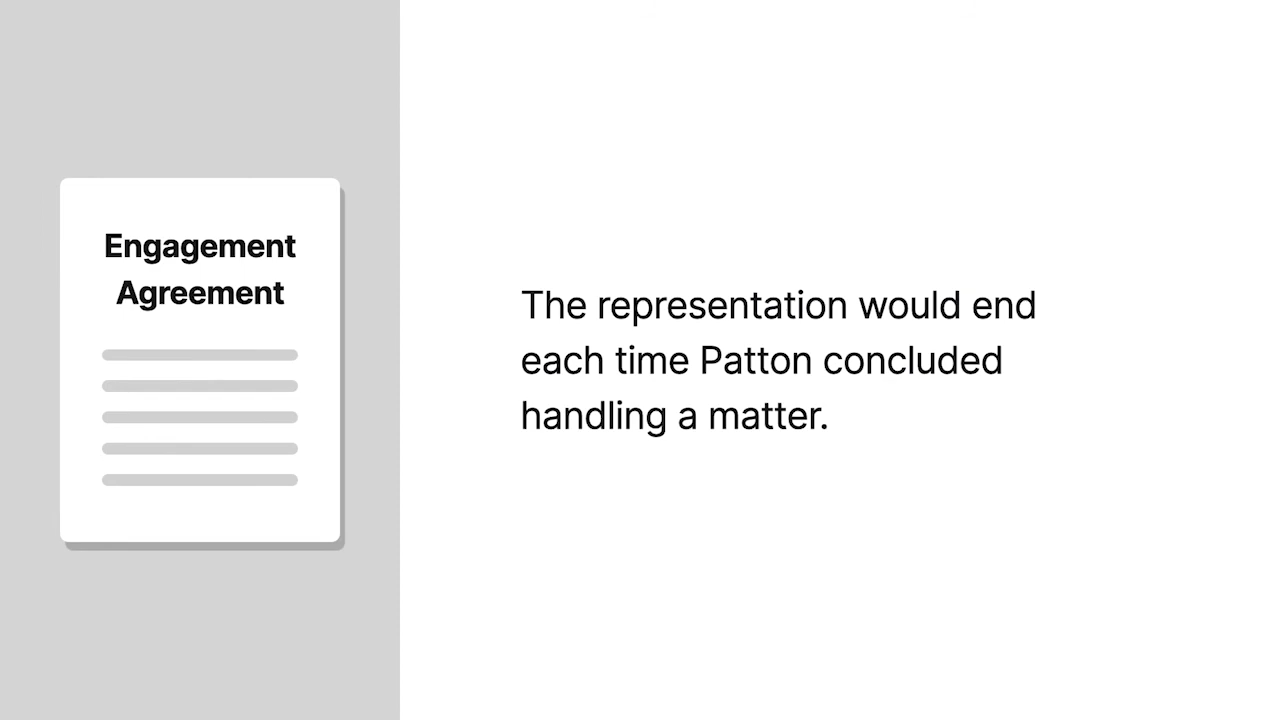 Engagement
Agreement
The representation would end
each time Patton concluded
handling a matter.